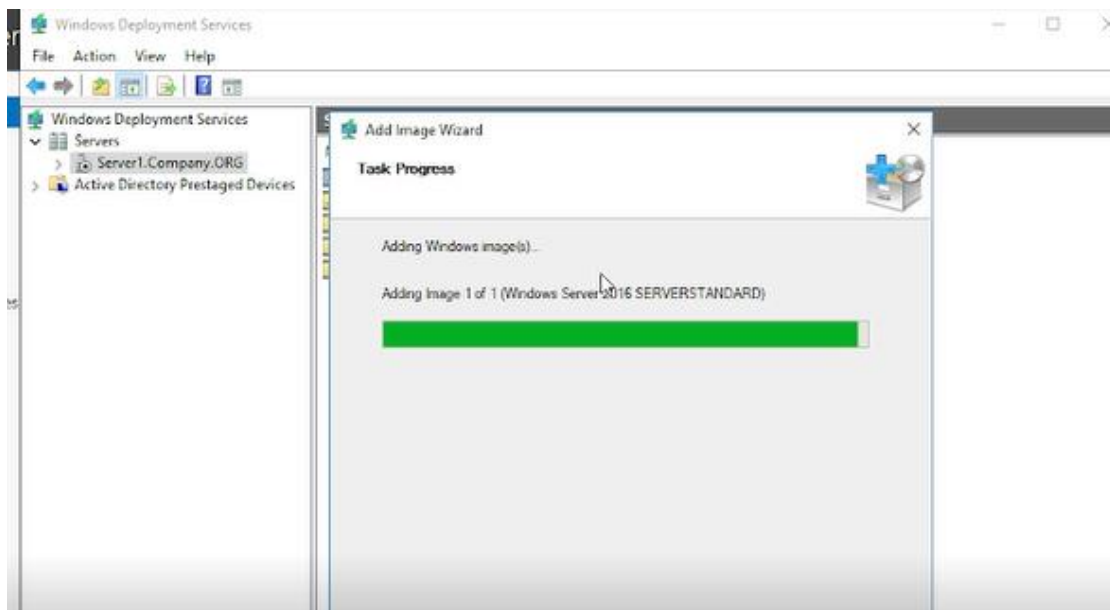 Windows Deployment Services
File Action View Help
Windows Deployment Services
Servers
Server1.Company.ORG
Active Directory Prestaged Devices
Add Image Wizard
Task Progress
Adding Windows image(s)...
Adding Image 1 of 1 (Windows Server 2016 SERVERSTANDARD)